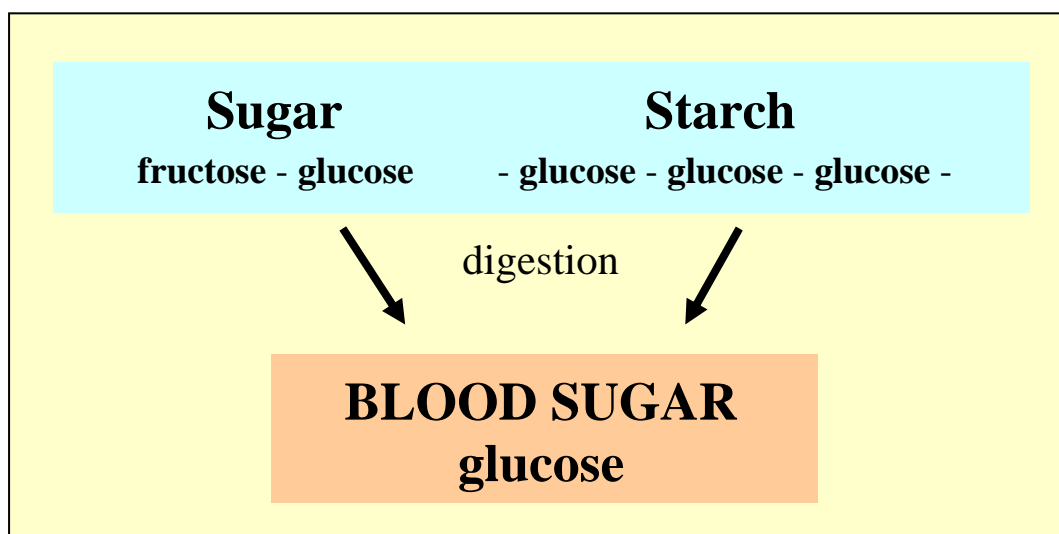 Sugar Starch
fructose - glucose - glucose - glucose - glucose -
digestion
BLOOD SUGAR
glucose